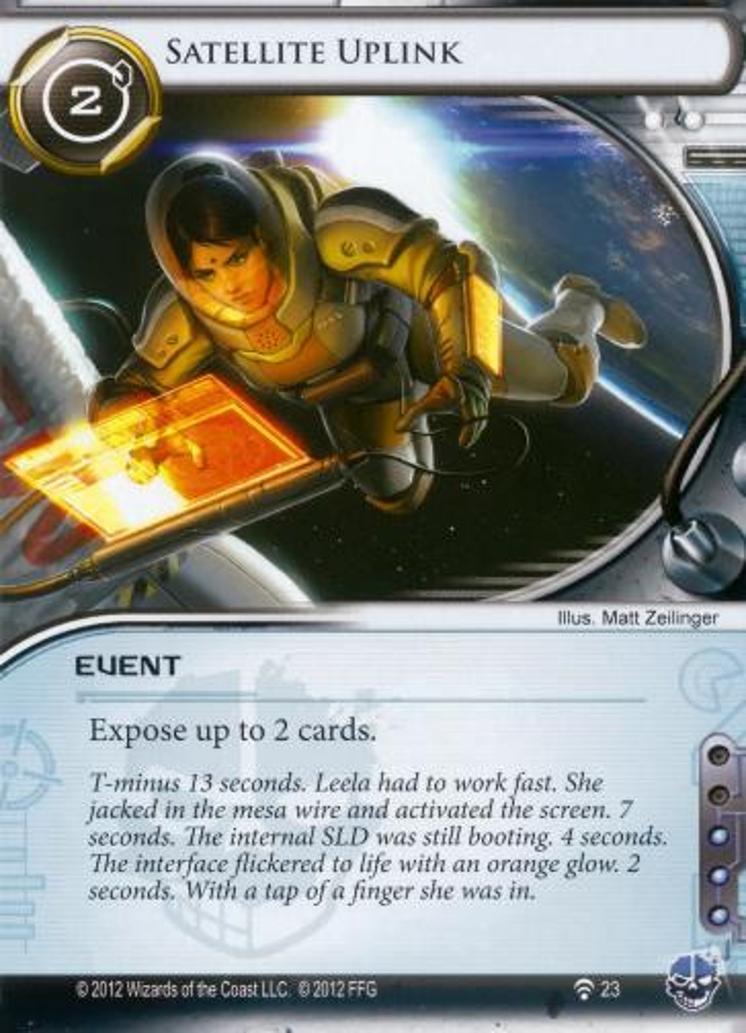 2
SATELLITE UPLINK
Illus. Matt Zeilinger
EVENT
Expose up to 2 cards.
T-minus 13 seconds. Leela had to work fast. She
jacked in the mesa wire and activated the screen. 7
seconds. The internal SLD was still booting. 4 seconds.
The interface flickered to life with an orange glow. 2
seconds. With a tap of a finger she was in.
© 2012 Wizards of the Coast LLC. © 2012 FFG 23